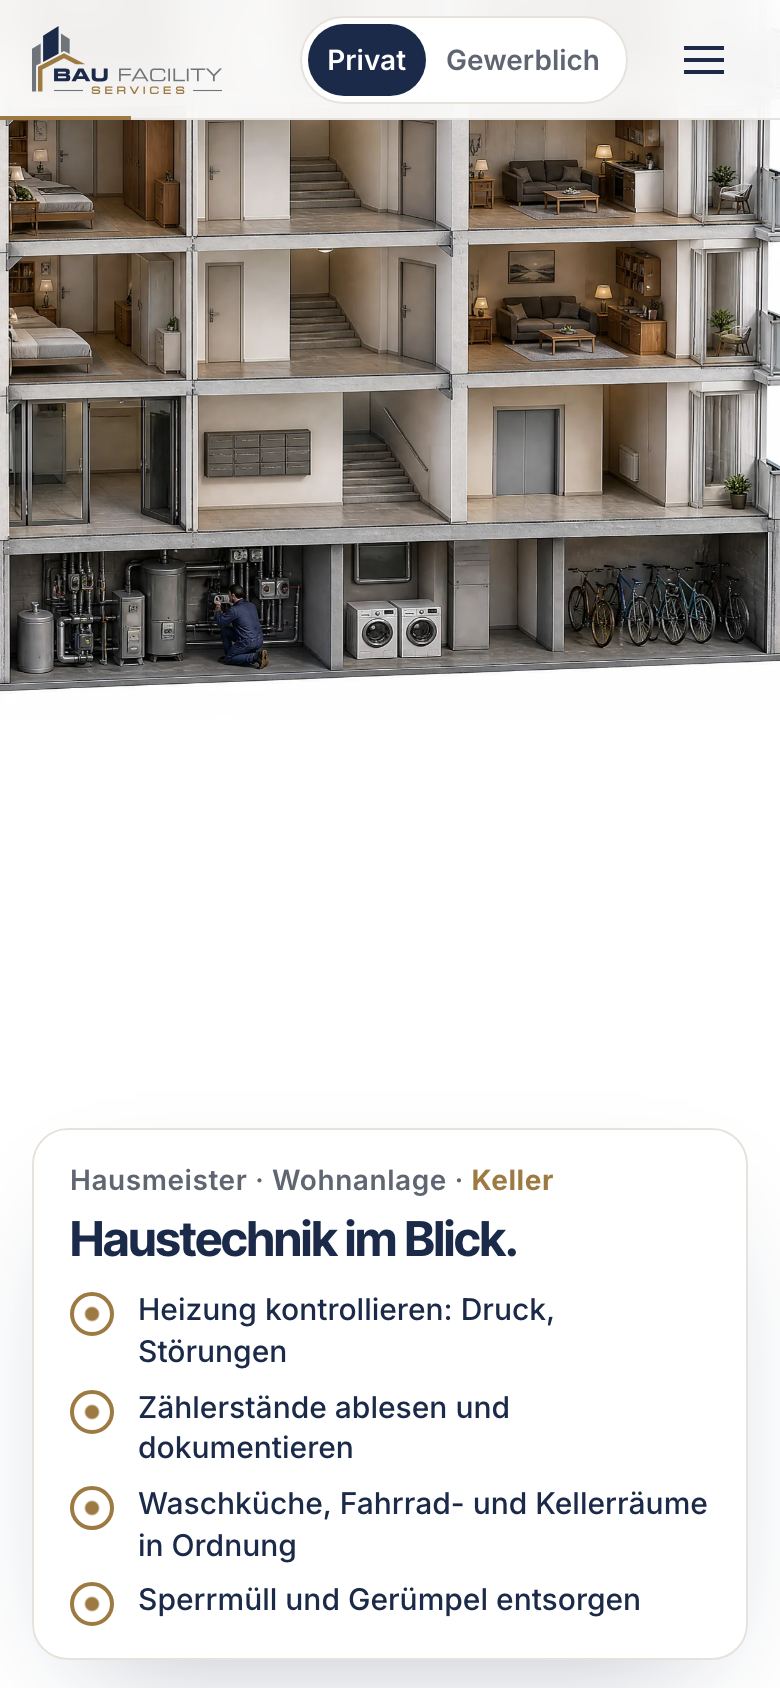 BAU FACILITY
SERVICES
Privat
Gewerblich
Hausmeister · Wohnanlage · Keller
Haustechnik im Blick.
Heizung kontrollieren: Druck,
Störungen
Zählerstände ablesen und
dokumentieren
Waschküche, Fahrrad- und Kellerräume
in Ordnung
Sperrmüll und Gerümpel entsorgen